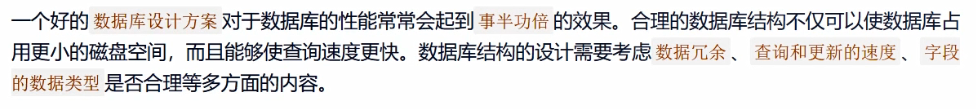 一个好的 数据库设计方案 对于数据库的性能常常会起到 事半功倍 的效果。合理的数据库结构不仅可以使数据库占
用更小的磁盘空间，而且能够使查询速度更快。数据库结构的设计需要考虑 数据冗余 、 查询和更新的速度 、 字段
的数据类型 是否合理等多方面的内容。